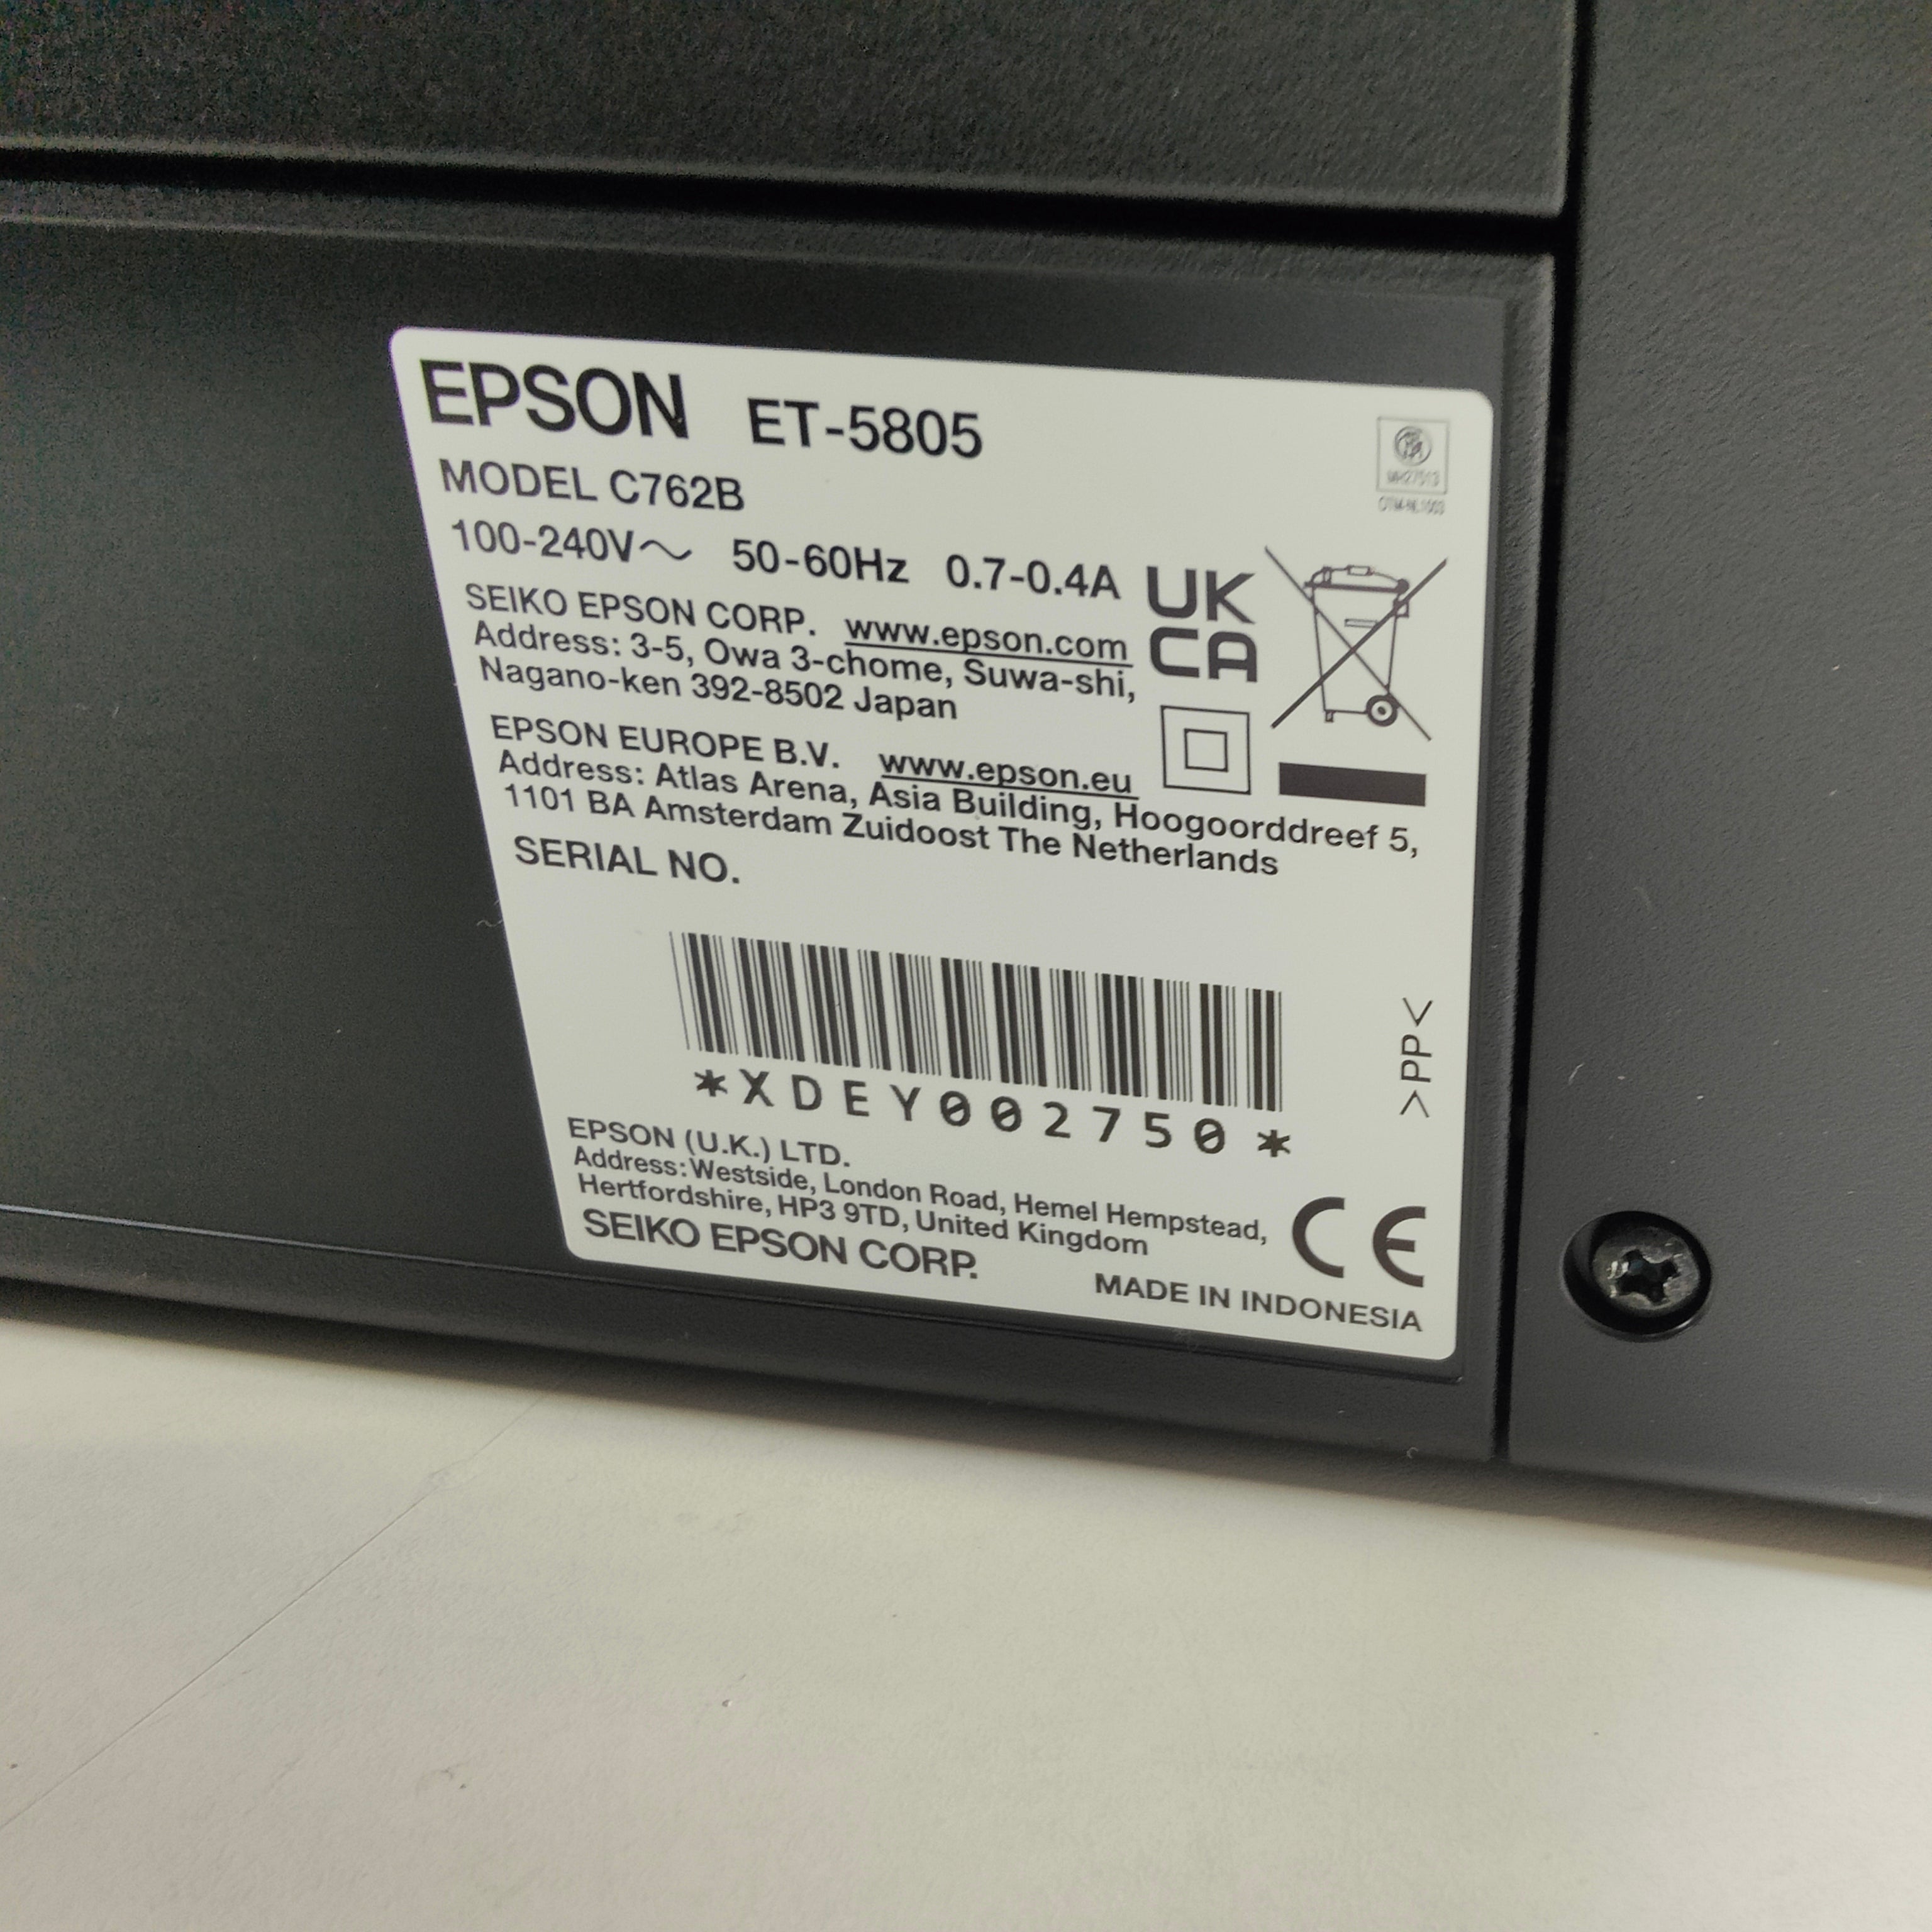 EPSON ET-5805
MODEL C762B
100-240V～ 50-60Hz 0.7-0.4A
SEIKO EPSON CORP. www.epson.com
Address: 3-5, Owa 3-chome, Suwa-shi,
Nagano-ken 392-8502 Japan
UK
CA
EPSON EUROPE B.V. www.epson.eu
Address: Atlas Arena, Asia Building, Hoogoorddreef 5,
1101 BA Amsterdam Zuidoost The Netherlands
SERIAL NO.
*XDEY002750*
>PP<
EPSON (U.K.) LTD.
Address:Westside, London Road, Hemel Hempstead,
Hertfordshire, HP3 9TD, United Kingdom
SEIKO EPSON CORP.
CE
MADE IN INDONESIA